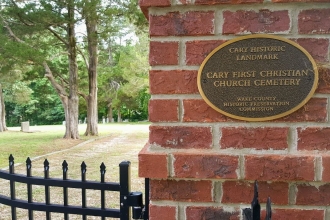 CARY HISTORIC
LANDMARK
CARY FIRST CHRISTIAN
CHURCH CEMETERY
WAKE COUNTY
HISTORIC PRESERVATION
COMMISSION